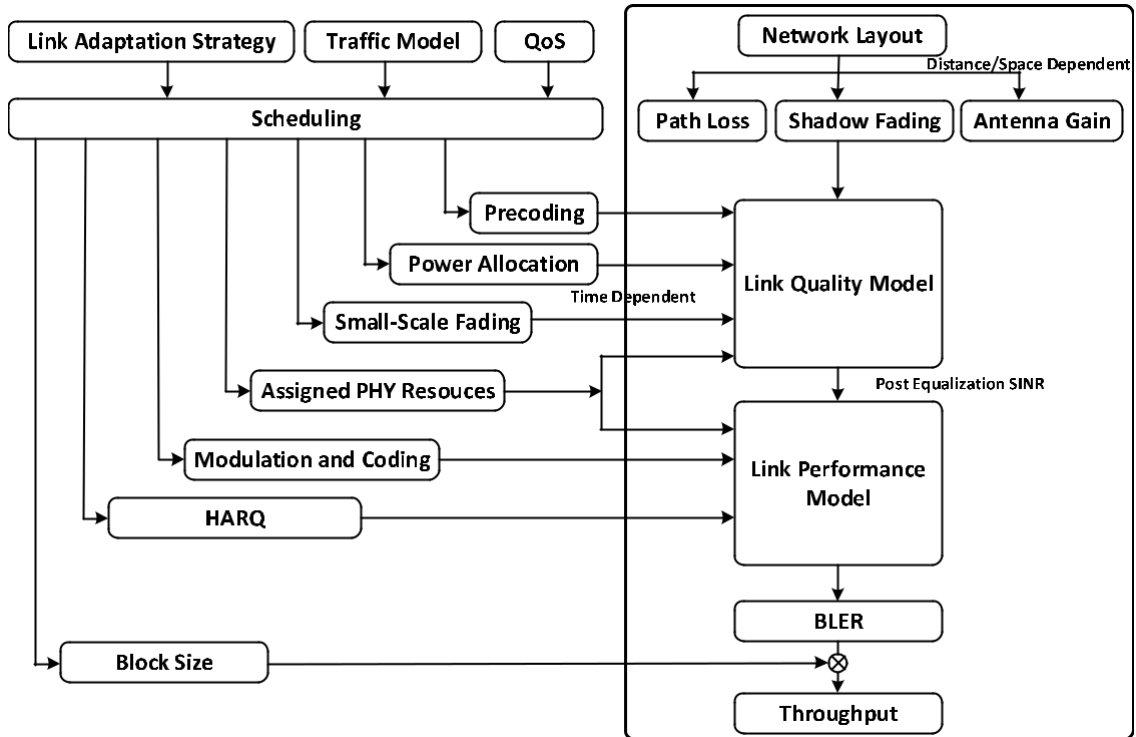 Link Adaptation Strategy
Traffic Model
QoS
Network Layout
Distance/Space Dependent
Scheduling
Path Loss
Shadow Fading
Antenna Gain
Precoding
Power Allocation
Link Quality Model
Time Dependent
Small-Scale Fading
Assigned PHY Resouces
Post Equalization SINR
Modulation and Coding
Link Performance
Model
HARQ
BLER
Block Size
Throughput